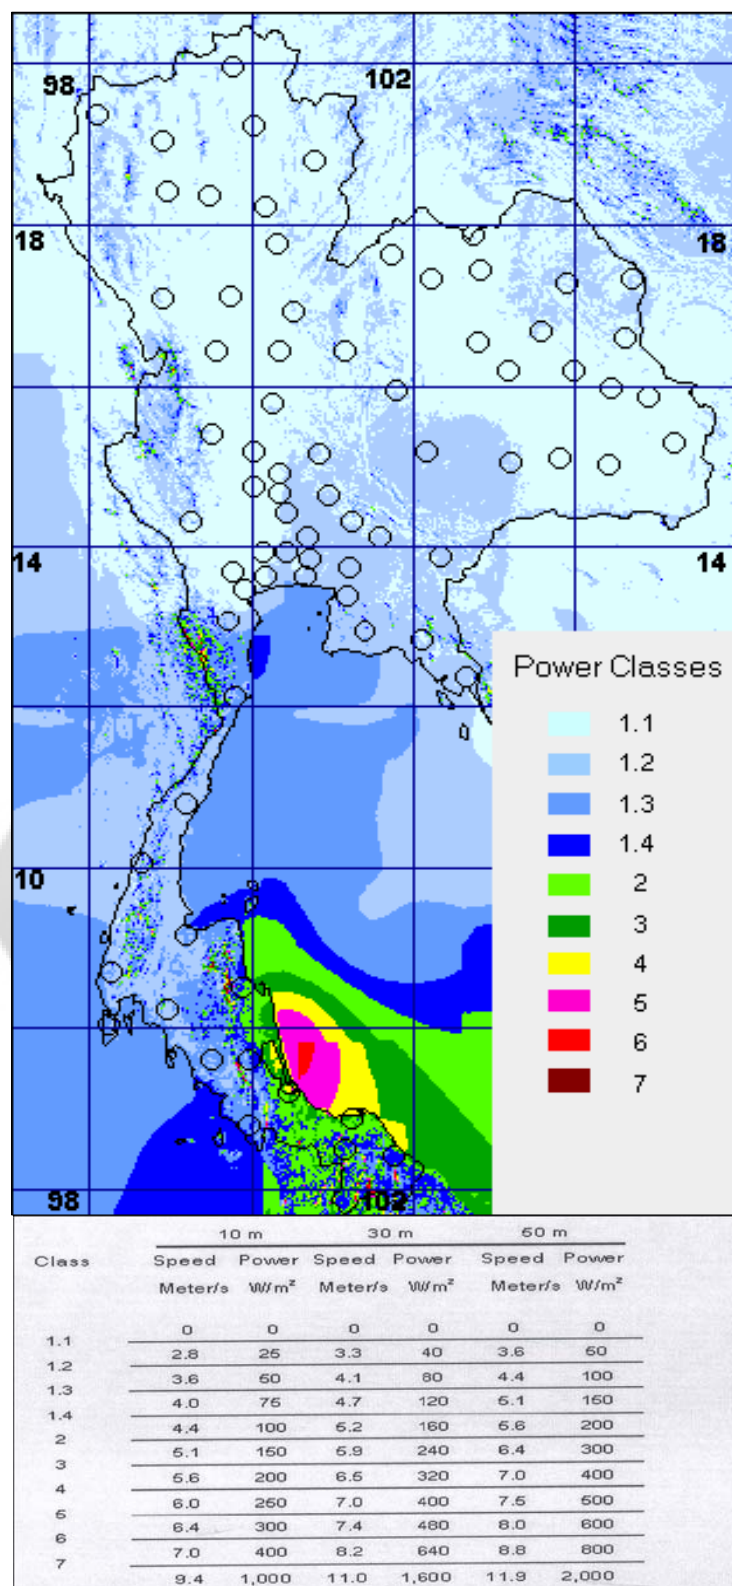 98
102
18
18
14
14
Power Classes
1.1
1.2
1.3
1.4
2
3
4
5
6
7
10
98
102
10 m 30 m 50 m
Class Speed Power Speed Power Speed Power
Meter/s W/m² Meter/s W/m² Meter/s W/m²
0 0 0 0 0 0
1.1
2.8 25 3.3 40 3.6 50
1.2
3.6 50 4.1 80 4.4 100
1.3
4.0 75 4.7 120 5.1 150
1.4
4.4 100 5.2 160 5.6 200
2
5.1 150 5.9 240 6.4 300
3
5.6 200 6.5 320 7.0 400
4
6.0 250 7.0 400 7.5 500
5
6.4 300 7.4 480 8.0 600
6
7.0 400 8.2 640 8.8 800
7
9.4 1,000 11.0 1,600 11.9 2,000